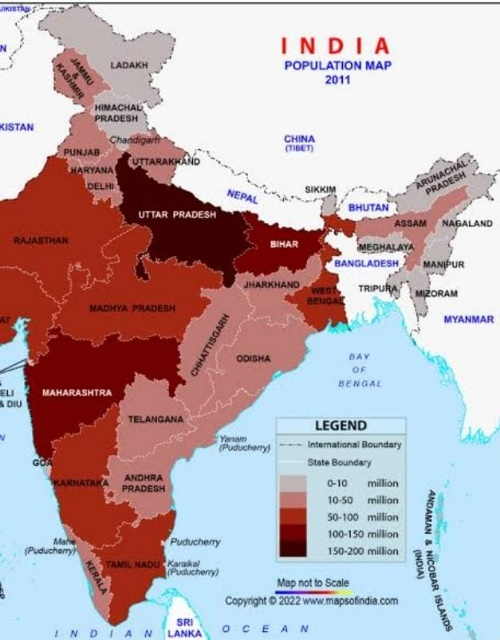 UIKISTAN
INDIA
POPULATION MAP
2011
LADAKH
JAMMU
&
KASHMIR
HIMACHAL
PRADESH
KISTAN
Chandigarh
CHINA
(TIBET)
PUNJAB
UTTARAKHAND
HARYANA
DELHI
ARUNACHAL
PRADESH
SIKKIM
NEPAL
BHUTAN
UTTAR PRADESH
ASSAM
NAGALAND
RAJASTHAN
BIHAR
MEGHALAYA
BANGLADESH
MANIPUR
JHARKHAND
TRIPURA
MIZORAM
WEST
BENGAL
MADHYA PRADESH
AT
MYANMAR
CHHATTISGARH
ODISHA
BAY
OF
BENGAL
ELI
& DIU
MAHARASHTRA
TELANGANA
LEGEND
International Boundary
State Boundary
0-10 million
10-50 million
50-100 million
100-150 million
150-200 million
Yanam
(Puducherry)
GOA
KARNATAKA
ANDHRA
PRADESH
ANDAMAN & NICOBAR ISLANDS
(INDIA)
Mahe
(Puducherry)
Puducherry
TAMIL NADU
Karaikal
(Puducherry)
KERALA
Map not to Scale
Copyright © 2022 www.mapsofindia.com
SRI
LANKA
INDIAN OCEAN